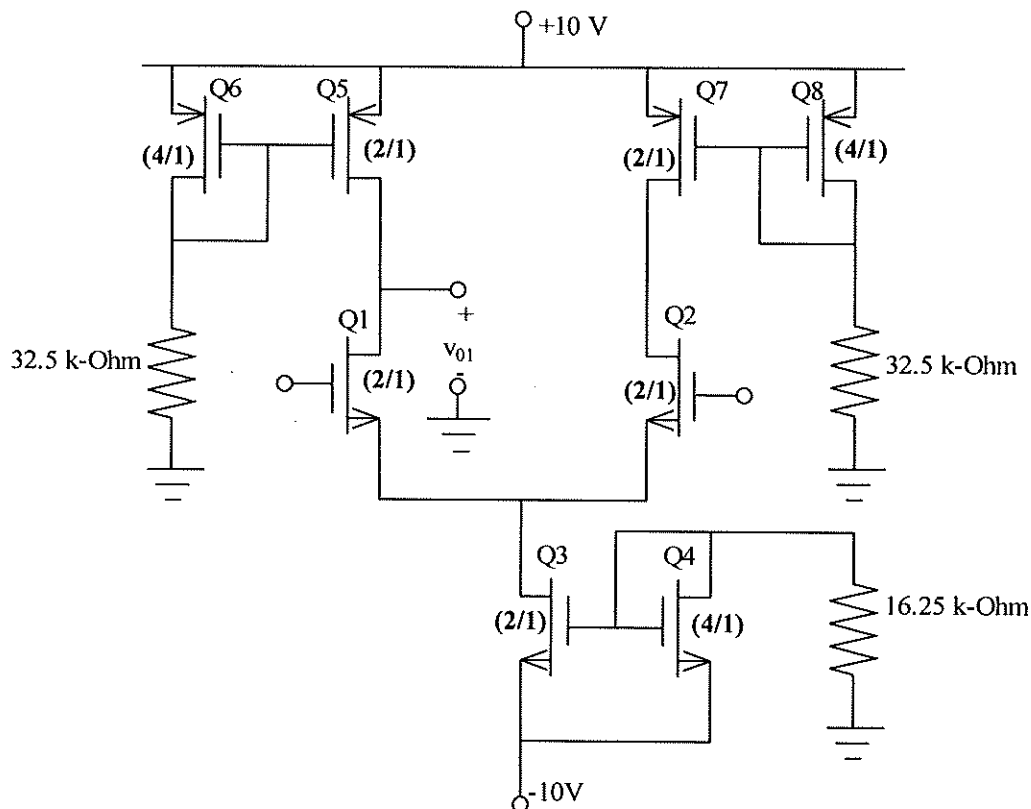 +10 V
Q6
Q5
Q7
Q8
(4/1)
(2/1)
(2/1)
(4/1)
Q1
Q2
+
v01
-
32.5 k-Ohm
(2/1)
(2/1)
32.5 k-Ohm
Q3
Q4
(2/1)
(4/1)
16.25 k-Ohm
-10V